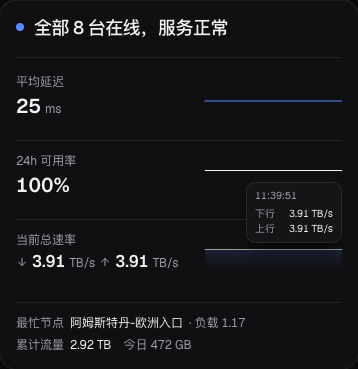 全部 8 台在线，服务正常
平均延迟
25 ms
24h 可用率
100%
11:39:51
下行 3.91 TB/s
上行 3.91 TB/s
当前总速率
↓ 3.91 TB/s ↑ 3.91 TB/s
最忙节点 阿姆斯特丹-欧洲入口 · 负载 1.17
累计流量 2.92 TB 今日 472 GB